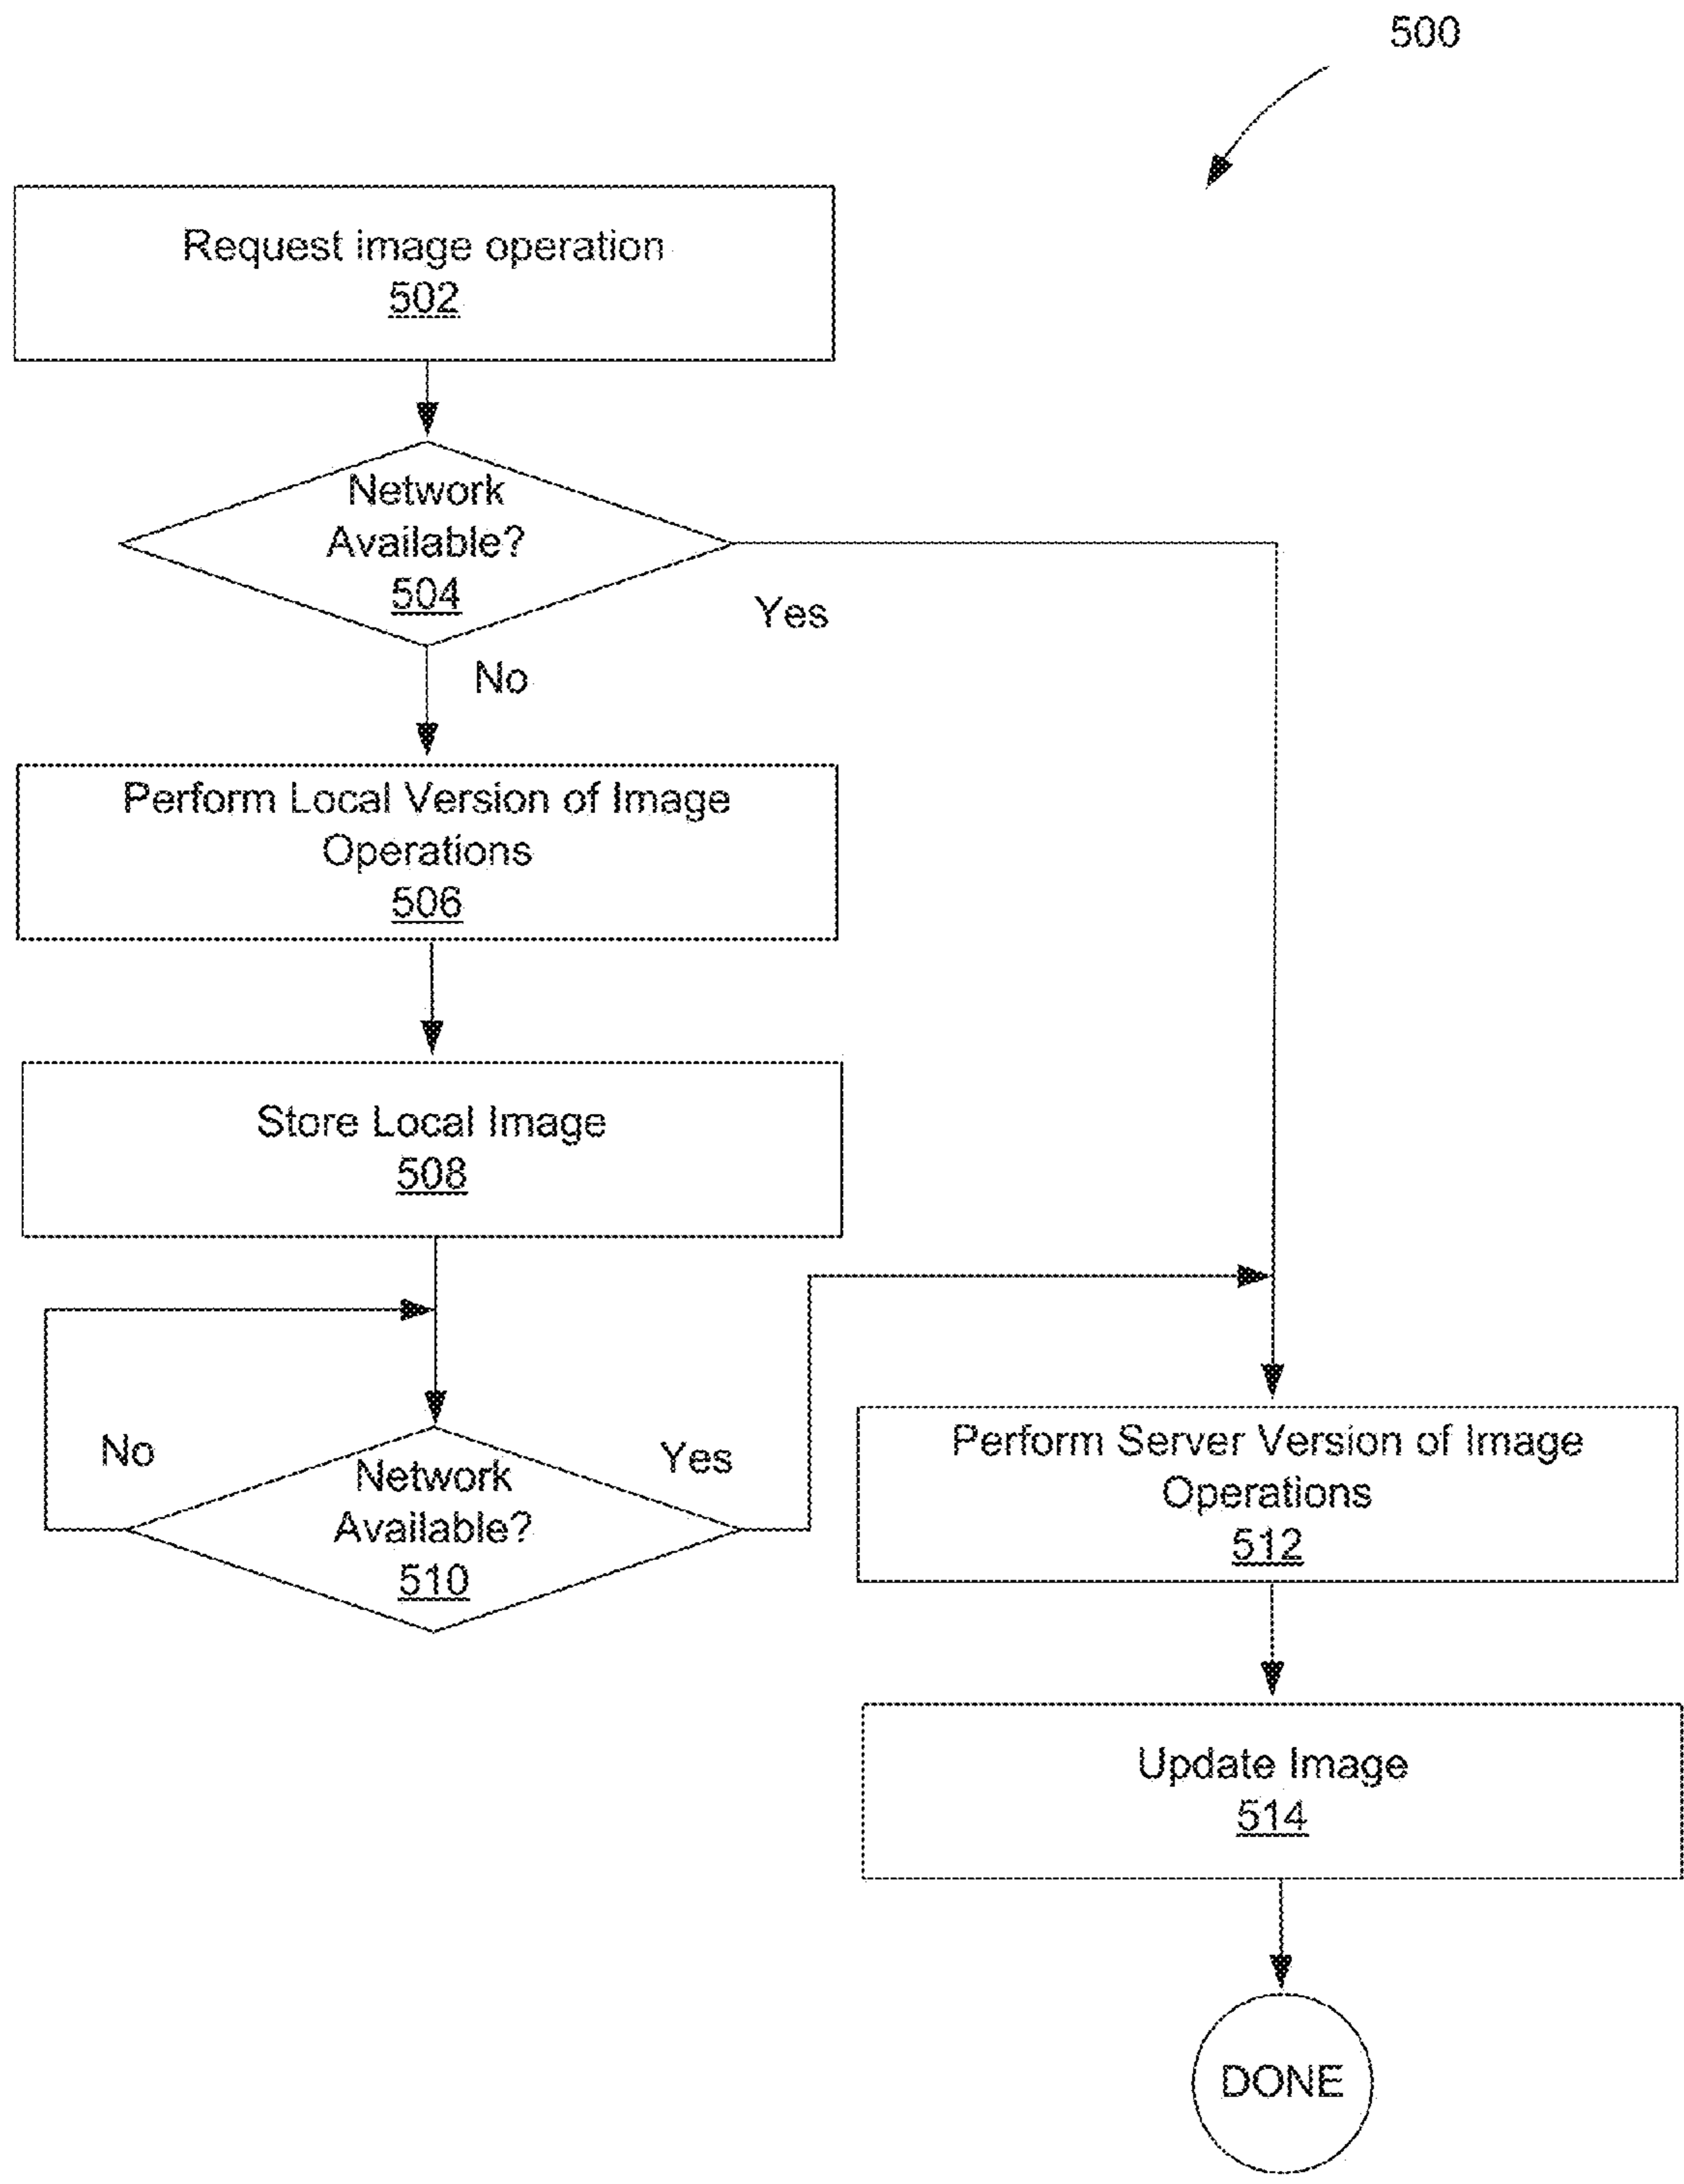 500
Request image operation
502
Network
Available?
504
Yes
No
Perform Local Version of Image
Operations
506
Store Local Image
508
No
Network
Available?
510
Yes
Perform Server Version of Image
Operations
512
Update Image
514
DONE